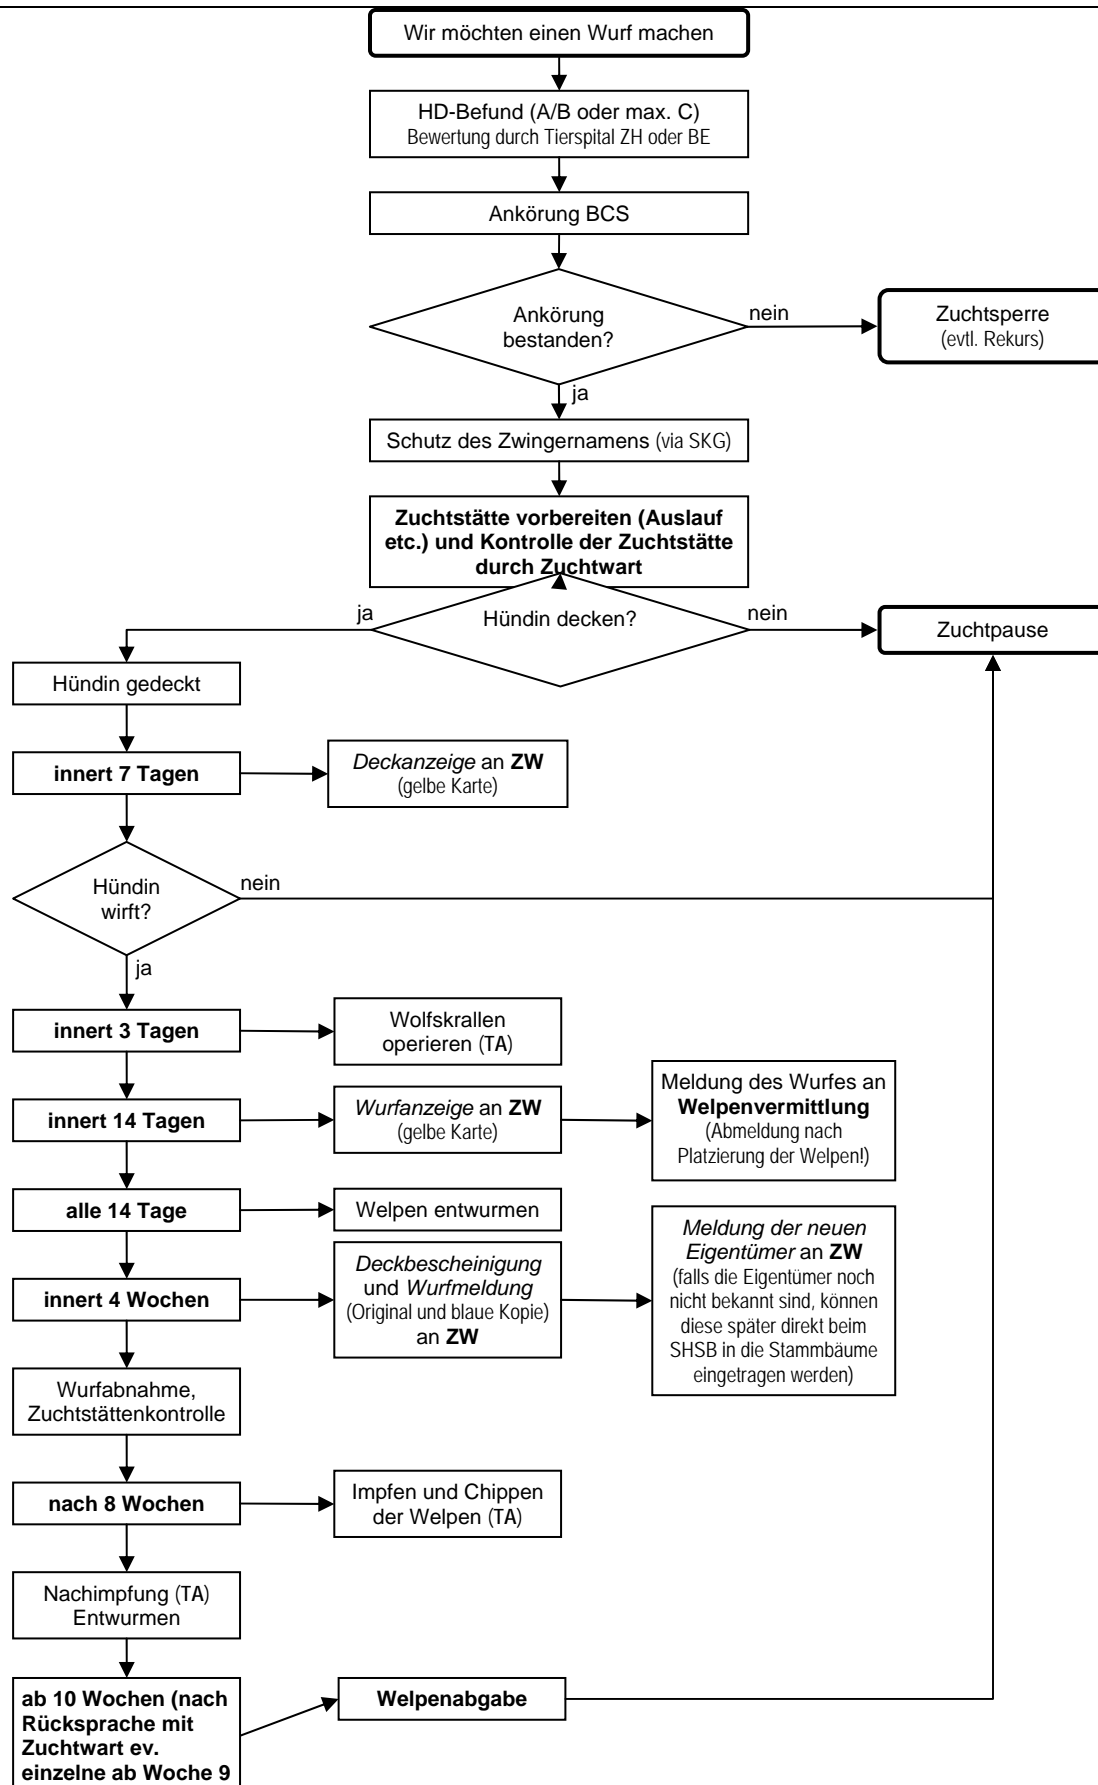 Wir möchten einen Wurf machen
HD-Befund (A/B oder max. C)
Bewertung durch Tierspital ZH oder BE
Ankörung BCS
Ankörung
bestanden?
nein
Zuchtsperre
(evtl. Rekurs)
ja
Schutz des Zwingernamens (via SKG)
Zuchtstätte vorbereiten (Auslauf
etc.) und Kontrolle der Zuchtstätte
durch Zuchtwart
ja
Hündin decken?
nein
Zuchtpause
Hündin gedeckt
innert 7 Tagen
Deckanzeige an ZW
(gelbe Karte)
Hündin
wirft?
nein
ja
innert 3 Tagen
Wolfskrallen
operieren (TA)
innert 14 Tagen
Wurfanzeige an ZW
(gelbe Karte)
Meldung des Wurfes an
Welpenvermittlung
(Abmeldung nach
Platzierung der Welpen!)
alle 14 Tage
Welpen entwurmen
innert 4 Wochen
Deckbescheinigung
und Wurfmeldung
(Original und blaue Kopie)
an ZW
Meldung der neuen
Eigentümer an ZW
(falls die Eigentümer noch
nicht bekannt sind, können
diese später direkt beim
SHSB in die Stammbäume
eingetragen werden)
Wurfabnahme,
Zuchtstättenkontrolle
nach 8 Wochen
Impfen und Chippen
der Welpen (TA)
Nachimpfung (TA)
Entwurmen
ab 10 Wochen (nach
Rücksprache mit
Zuchtwart ev.
einzelne ab Woche 9
Welpenabgabe